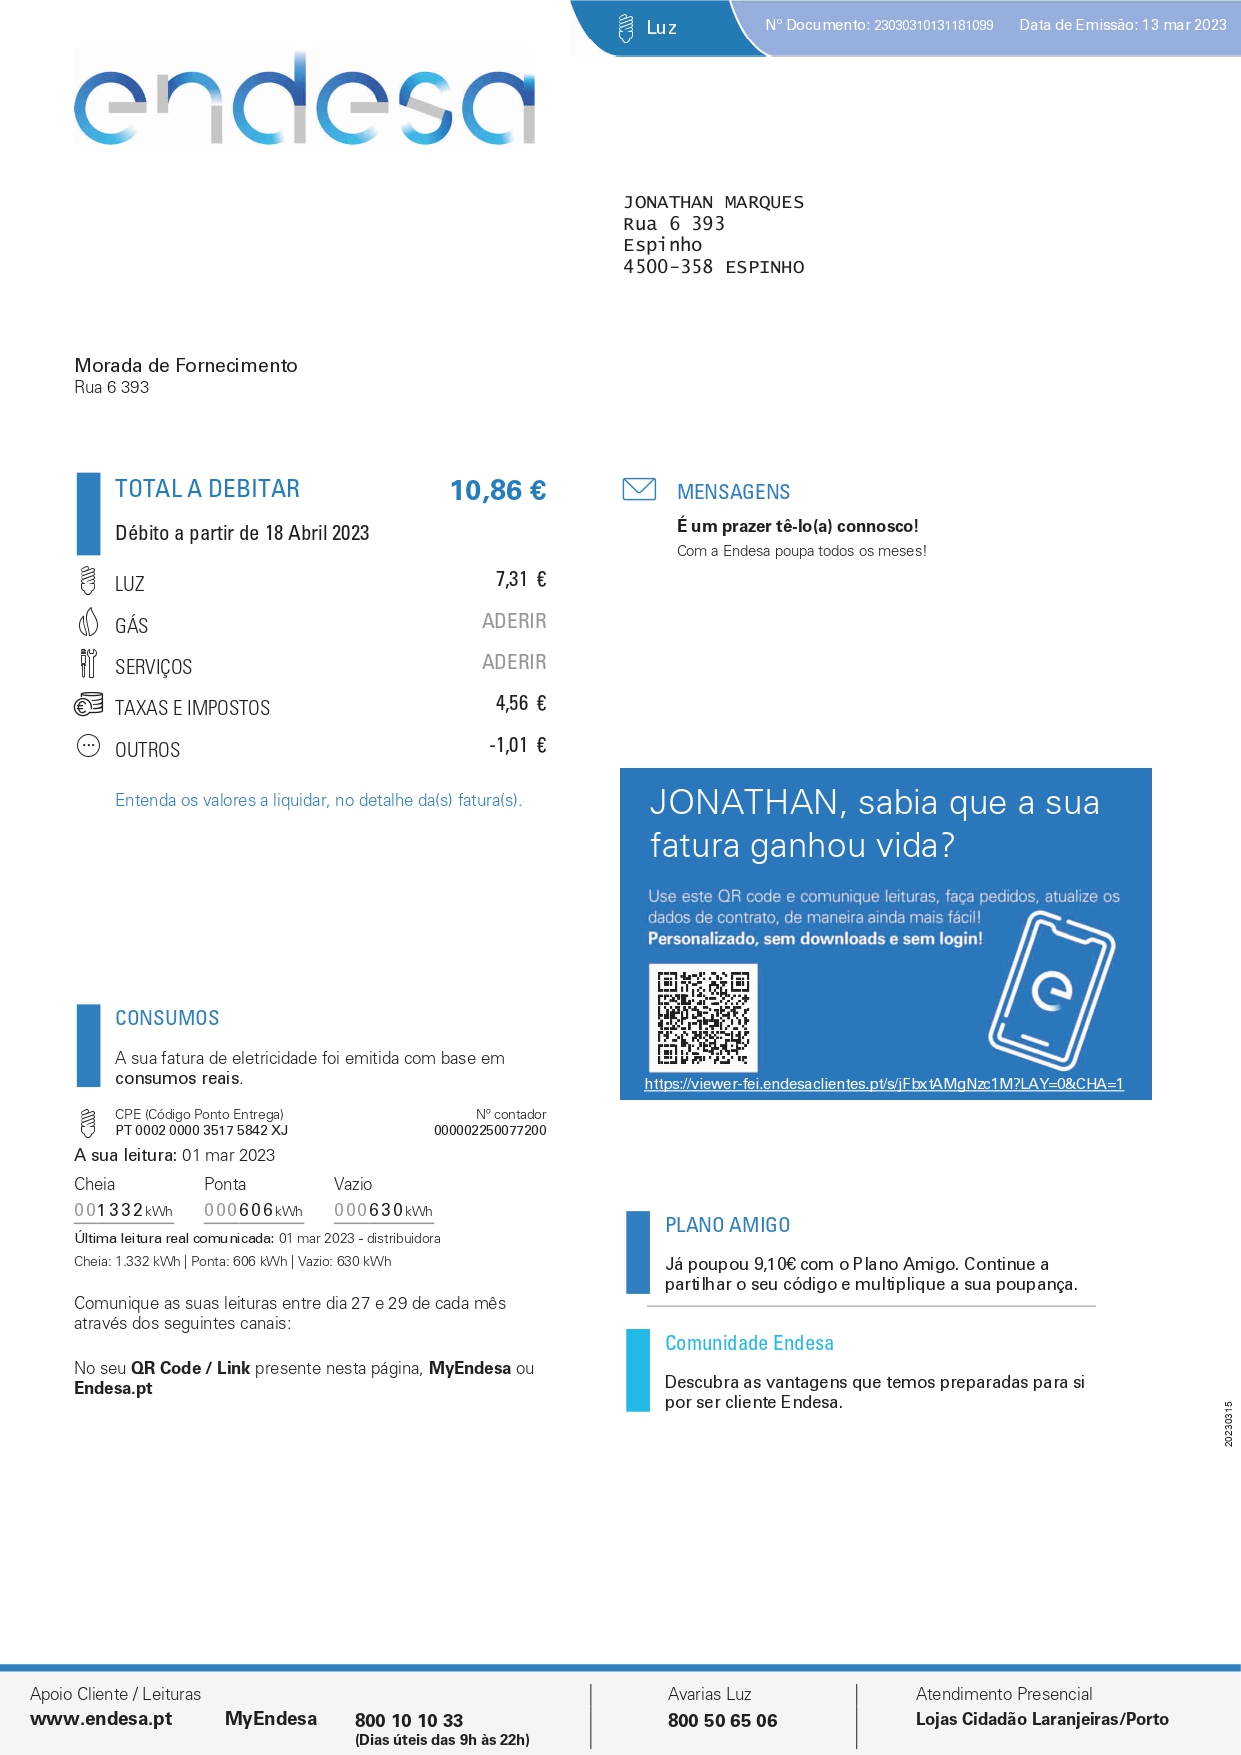 Luz
Nº Documento: 23030310131181099 Data de Emissão: 13 mar 2023
endesa
JONATHAN MARQUES
Rua 6 393
Espinho
4500-358 ESPINHO
Morada de Fornecimento
Rua 6 393
TOTAL A DEBITAR 10,86 €
Débito a partir de 18 Abril 2023
LUZ 7,31 €
GÁS ADERIR
SERVIÇOS ADERIR
TAXAS E IMPOSTOS 4,56 €
OUTROS -1,01 €
Entenda os valores a liquidar, no detalhe da(s) fatura(s).
MENSAGENS
É um prazer tê-lo(a) connosco!
Com a Endesa poupa todos os meses!
JONATHAN, sabia que a sua
fatura ganhou vida?
Use este QR code e comunique leituras, faça pedidos, atualize os
dados de contrato, de maneira ainda mais fácil!
Personalizado, sem downloads e sem login!
https://viewer-fei.endesaclientes.pt/s/jFbxtAMgNzc1M?LAY=0&CHA=1
CONSUMOS
A sua fatura de eletricidade foi emitida com base em
consumos reais.
CPE (Código Ponto Entrega) Nº contador
PT 0002 0000 3517 5842 XJ 000002250077200
A sua leitura: 01 mar 2023
Cheia Ponta Vazio
001332kWh 000606kWh 000630kWh
Última leitura real comunicada: 01 mar 2023 - distribuidora
Cheia: 1.332 kWh | Ponta: 606 kWh | Vazio: 630 kWh
Comunique as suas leituras entre dia 27 e 29 de cada mês
através dos seguintes canais:
No seu QR Code / Link presente nesta página, MyEndesa ou
Endesa.pt
PLANO AMIGO
Já poupou 9,10€ com o Plano Amigo. Continue a
partilhar o seu código e multiplique a sua poupança.
Comunidade Endesa
Descubra as vantagens que temos preparadas para si
por ser cliente Endesa.
20230315
Apoio Cliente / Leituras
www.endesa.pt MyEndesa 800 10 10 33
(Dias úteis das 9h às 22h)
Avarias Luz
800 50 65 06
Atendimento Presencial
Lojas Cidadão Laranjeiras/Porto